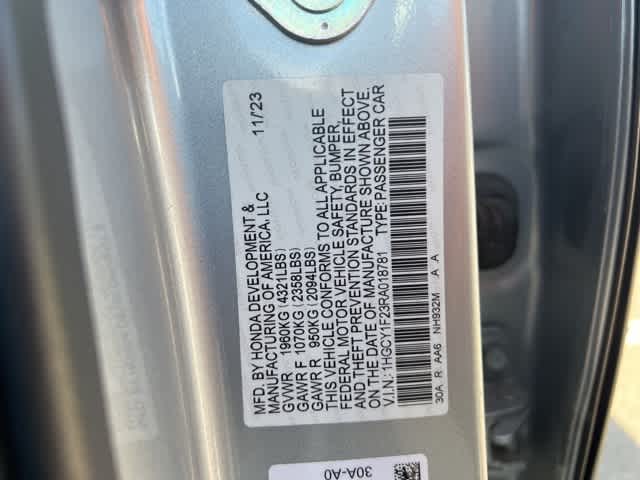 MFD. BY HONDA DEVELOPMENT & 11/23
MANUFACTURING OF AMERICA, LLC
GVWR 1960KG (4321LBS)
GAWR F 1070KG (2358LBS)
GAWR R 950KG (2094LBS)
THIS VEHICLE CONFORMS TO ALL APPLICABLE
FEDERAL MOTOR VEHICLE SAFETY, BUMPER,
AND THEFT PREVENTION STANDARDS IN EFFECT
ON THE DATE OF MANUFACTURE SHOWN ABOVE.
V.I.N.: 1HGCY1F23RA018781 TYPE: PASSENGER CAR
30A R AA6 NH932M A A
30A-A0